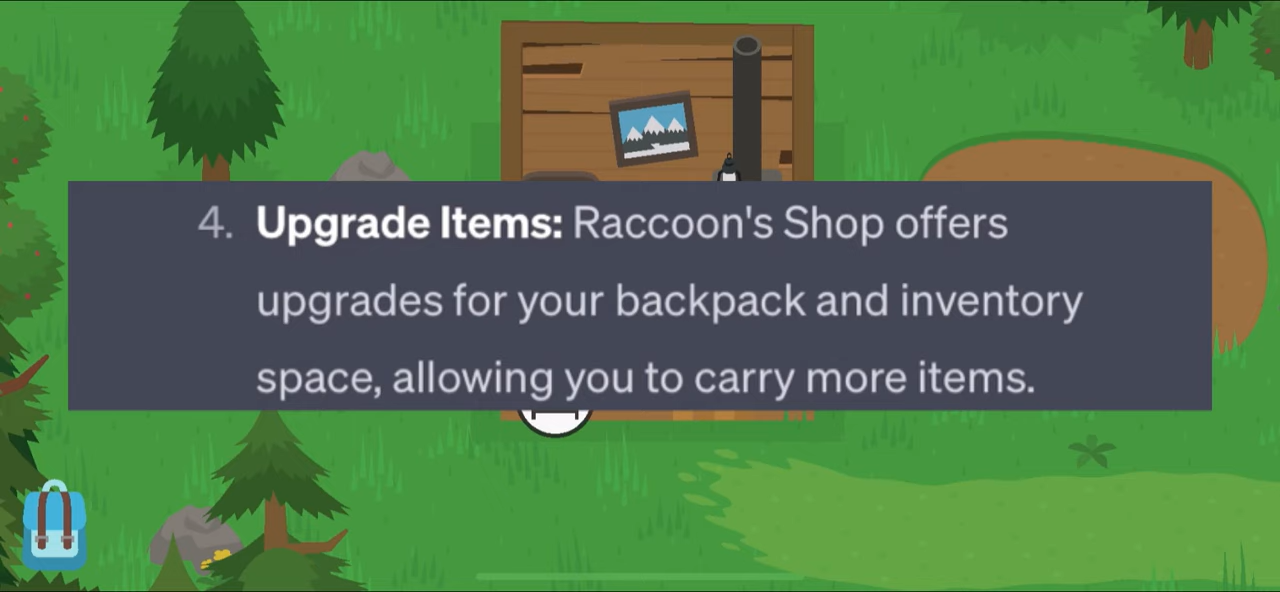 4. Upgrade Items: Raccoon's Shop offers
upgrades for your backpack and inventory
space, allowing you to carry more items.